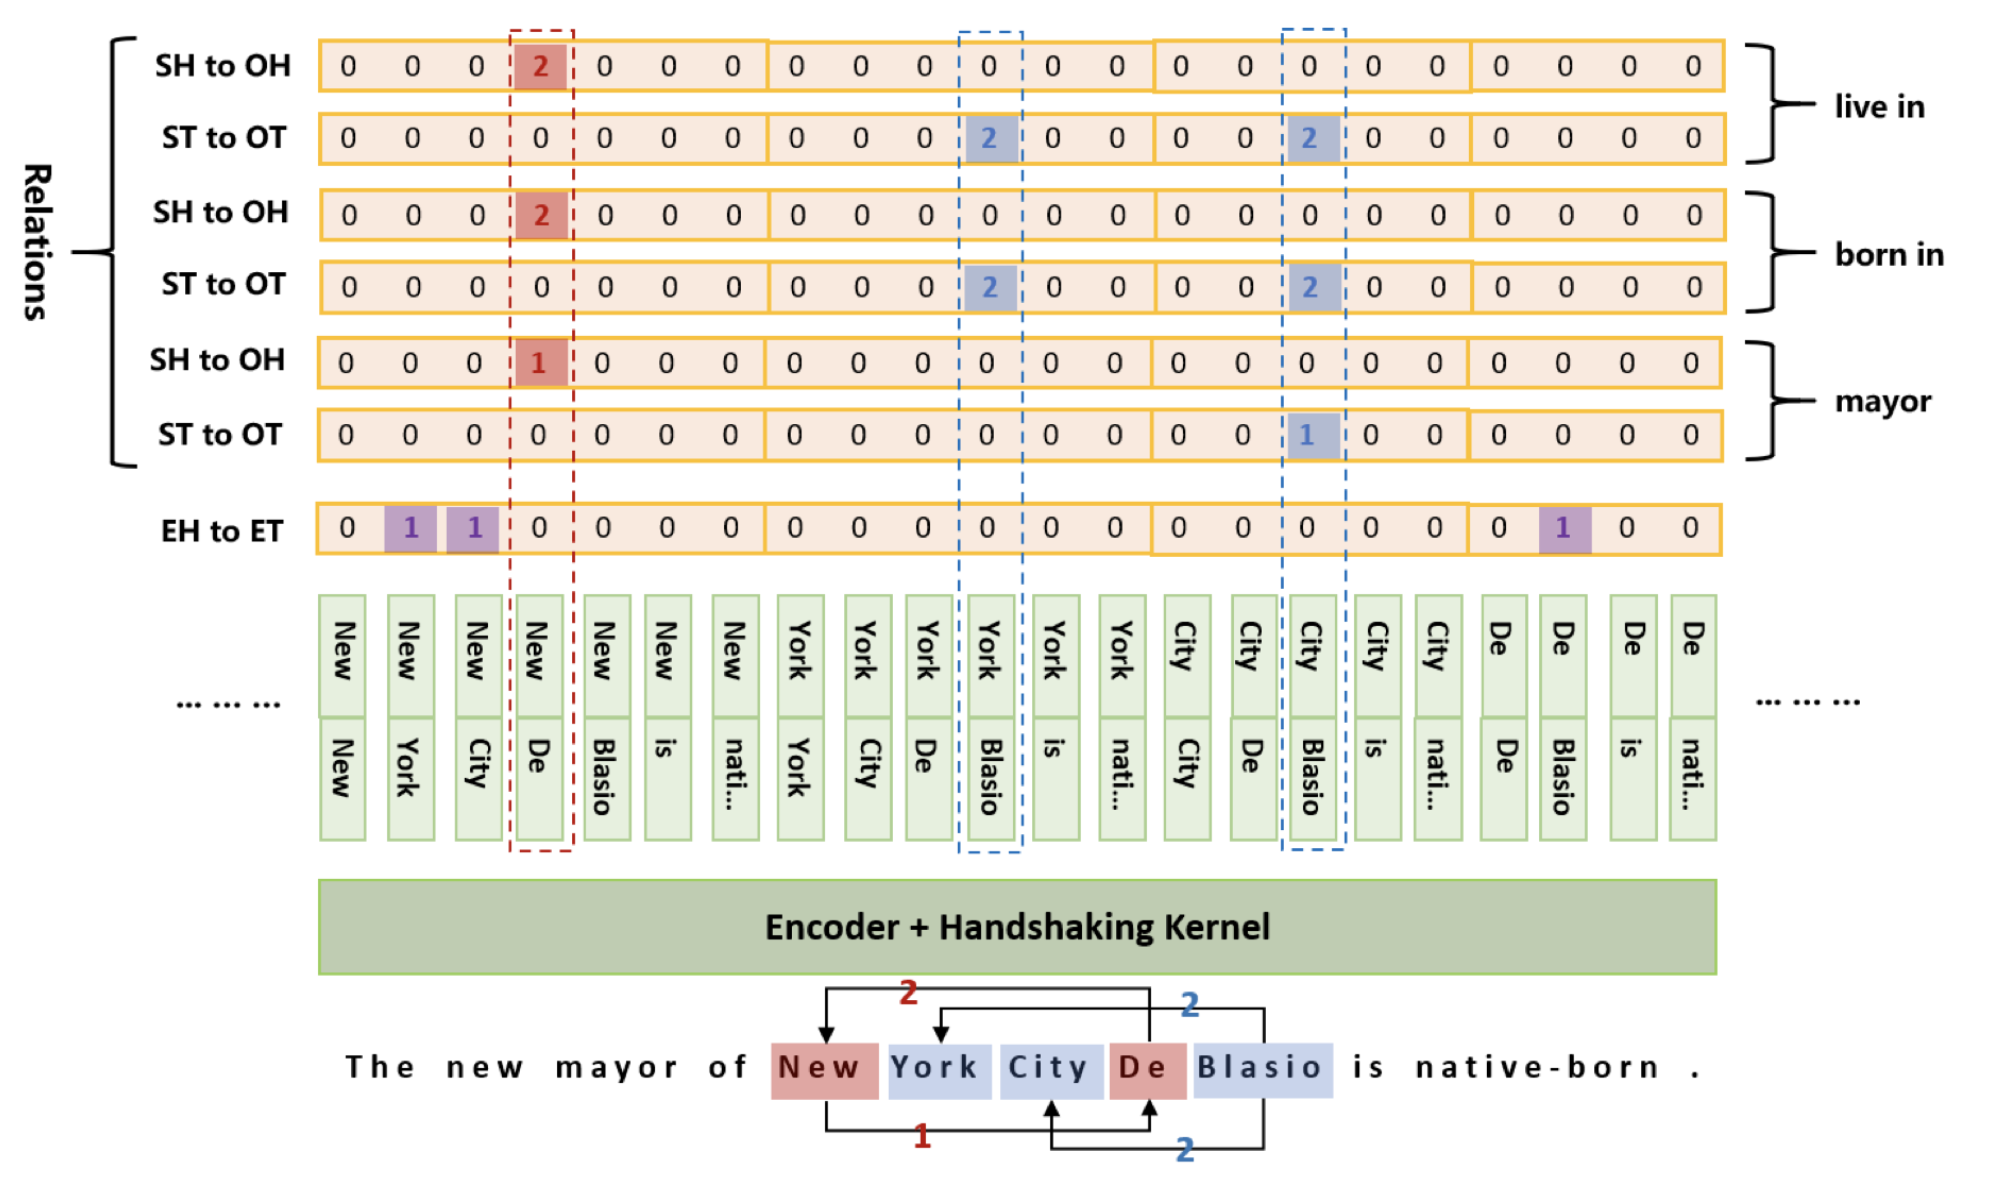 Relations
SH to OH 0 0 0 2 0 0 0 0 0 0 0 0 0 0 0 0 0 0 0 0 0 0
ST to OT 0 0 0 0 0 0 0 0 0 0 2 0 0 0 0 2 0 0 0 0 0 0
live in
SH to OH 0 0 0 2 0 0 0 0 0 0 0 0 0 0 0 0 0 0 0 0 0 0
ST to OT 0 0 0 0 0 0 0 0 0 0 2 0 0 0 0 2 0 0 0 0 0 0
born in
SH to OH 0 0 0 1 0 0 0 0 0 0 0 0 0 0 0 0 0 0 0 0 0 0
ST to OT 0 0 0 0 0 0 0 0 0 0 0 0 0 0 0 1 0 0 0 0 0 0
mayor
EH to ET 0 1 1 0 0 0 0 0 0 0 0 0 0 0 0 0 0 0 0 1 0 0
New New New New New New New York York York York York York City City City City City De De De De
... ... ... ... ... ...
New York City De Blasio is nati... York City De Blasio is nati... City De Blasio is nati... De Blasio is nati...
Encoder + Handshaking Kernel
2 2
The new mayor of New York City De Blasio is native-born .
1 2